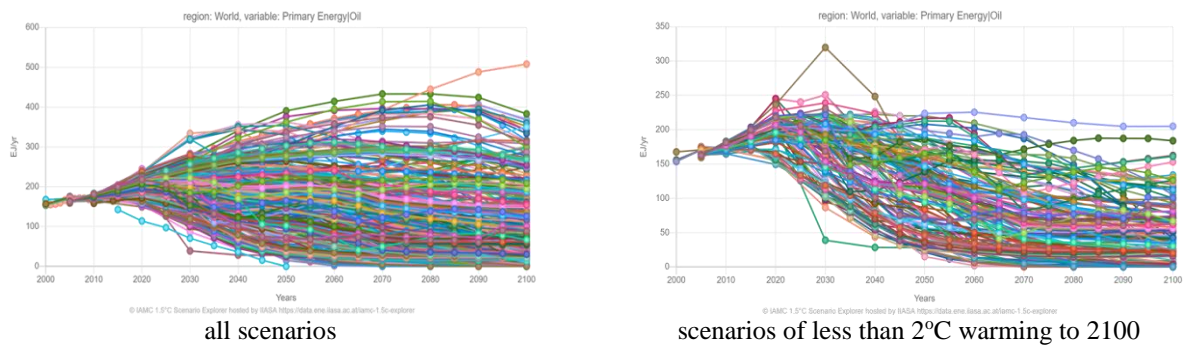 region: World, variable: Primary Energy|Oil
600
500
400
300
200
100
0
EJ/yr
2000 2010 2020 2030 2040 2050 2060 2070 2080 2090 2100
Years
© IAMC 1.5°C Scenario Explorer hosted by IIASA https://data.ene.iiasa.ac.at/iamc-1.5c-explorer
all scenarios
region: World, variable: Primary Energy|Oil
350
300
250
200
150
100
50
0
EJ/yr
2000 2010 2020 2030 2040 2050 2060 2070 2080 2090 2100
Years
© IAMC 1.5°C Scenario Explorer hosted by IIASA https://data.ene.iiasa.ac.at/iamc-1.5c-explorer
scenarios of less than 2°C warming to 2100